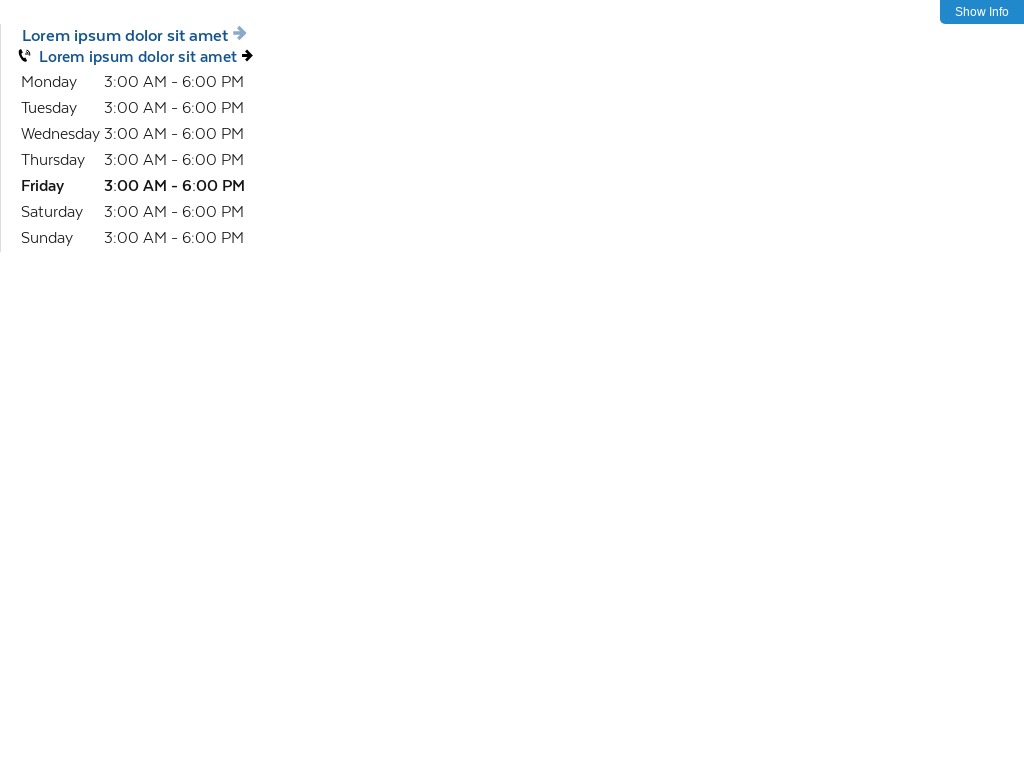 Show Info
Lorem ipsum dolor sit amet
Lorem ipsum dolor sit amet
Monday 3:00 AM - 6:00 PM
Tuesday 3:00 AM - 6:00 PM
Wednesday 3:00 AM - 6:00 PM
Thursday 3:00 AM - 6:00 PM
Friday 3:00 AM - 6:00 PM
Saturday 3:00 AM - 6:00 PM
Sunday 3:00 AM - 6:00 PM